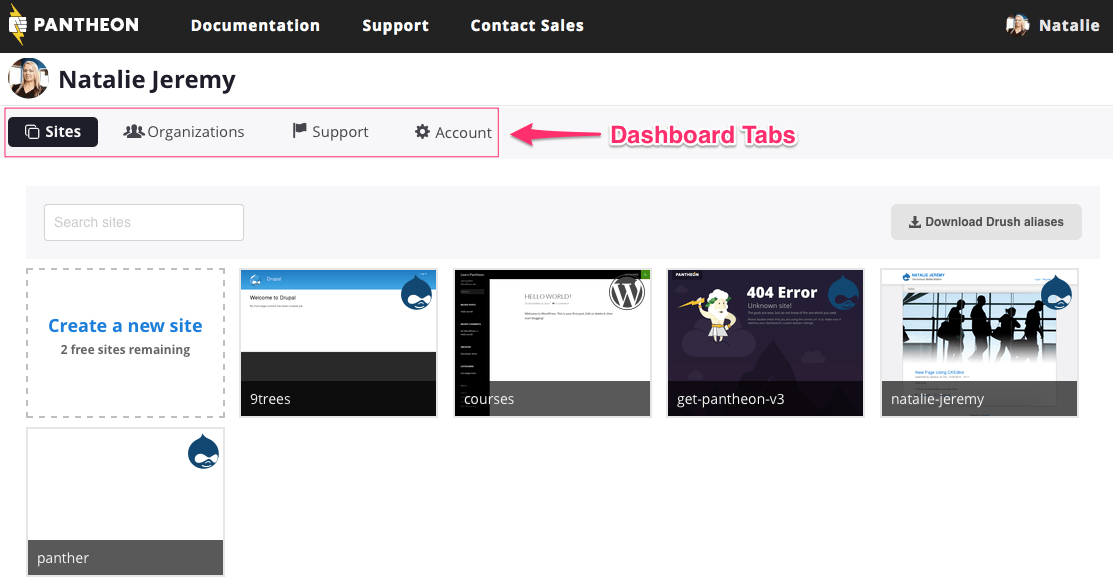 PANTHEON Documentation Support Contact Sales Natalie
Natalie Jeremy
Sites Organizations Support Account Dashboard Tabs
Search sites Download Drush aliases
Create a new site
2 free sites remaining
Drupal
Welcome to Drupal
9trees
HELLO WORLD!
courses
PANTHEON
404 Error
Unknown site!
get-pantheon-v3
NATALIE JEREMY
New Page Using CKEditor
natalie-jeremy
panther